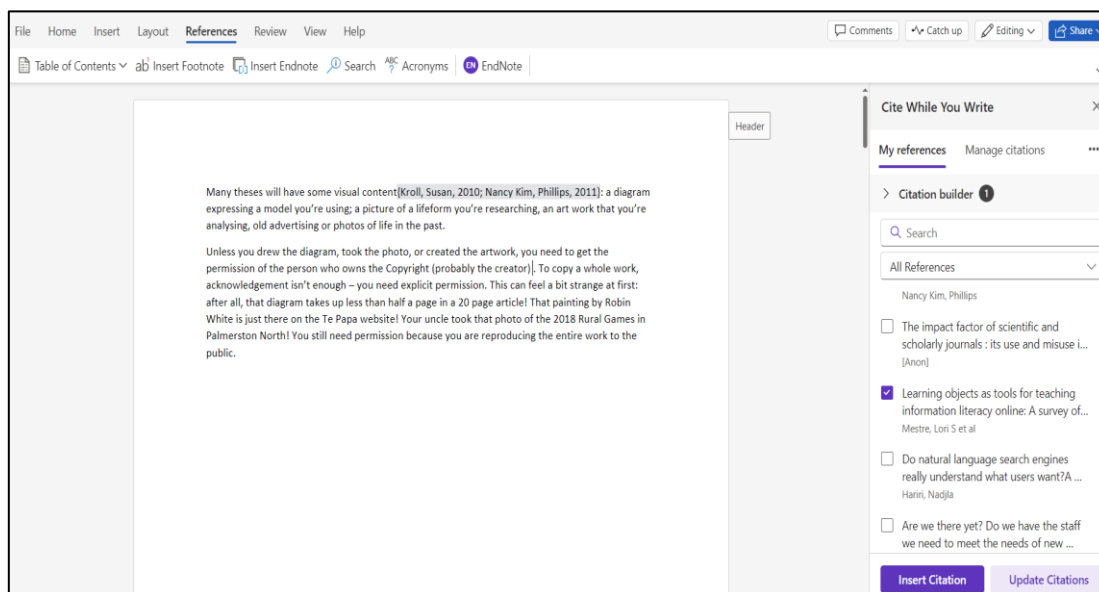 File Home Insert Layout References Review View Help
Comments Catch up Editing Share
Table of Contents ab Insert Footnote Insert Endnote Search ABC ? Acronyms EN EndNote
Header
Many theses will have some visual content{Kroll, Susan, 2010; Nancy Kim, Phillips, 2011}: a diagram
expressing a model you’re using; a picture of a lifeform you’re researching, an art work that you’re
analysing, old advertising or photos of life in the past.
Unless you drew the diagram, took the photo, or created the artwork, you need to get the
permission of the person who owns the Copyright (probably the creator). To copy a whole work,
acknowledgement isn’t enough – you need explicit permission. This can feel a bit strange at first:
after all, that diagram takes up less than half a page in a 20 page article! That painting by Robin
White is just there on the Te Papa website! Your uncle took that photo of the 2018 Rural Games in
Palmerston North! You still need permission because you are reproducing the entire work to the
public.
Cite While You Write
My references Manage citations
Citation builder 1
Search
All References
Nancy Kim, Phillips
The impact factor of scientific and
scholarly journals : its use and misuse i...
[Anon]
Learning objects as tools for teaching
information literacy online: A survey of...
Mestre, Lori S et al
Do natural language search engines
really understand what users want?A ...
Hariri, Nadjla
Are we there yet? Do we have the staff
we need to meet the needs of new ...
Insert Citation Update Citations